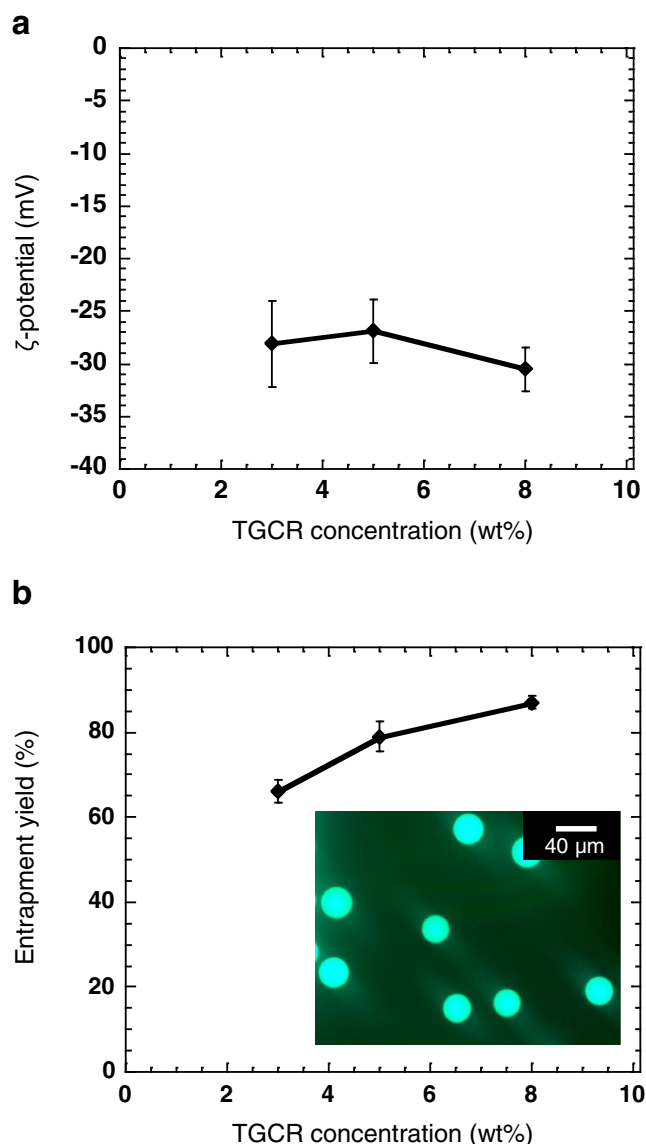 a
0
-5
-10
-15
-20
-25
-30
-35
-40
ζ-potential (mV)
0 2 4 6 8 10
TGCR concentration (wt%)
b
100
80
60
40
20
0
Entrapment yield (%)
40 µm
0 2 4 6 8 10
TGCR concentration (wt%)